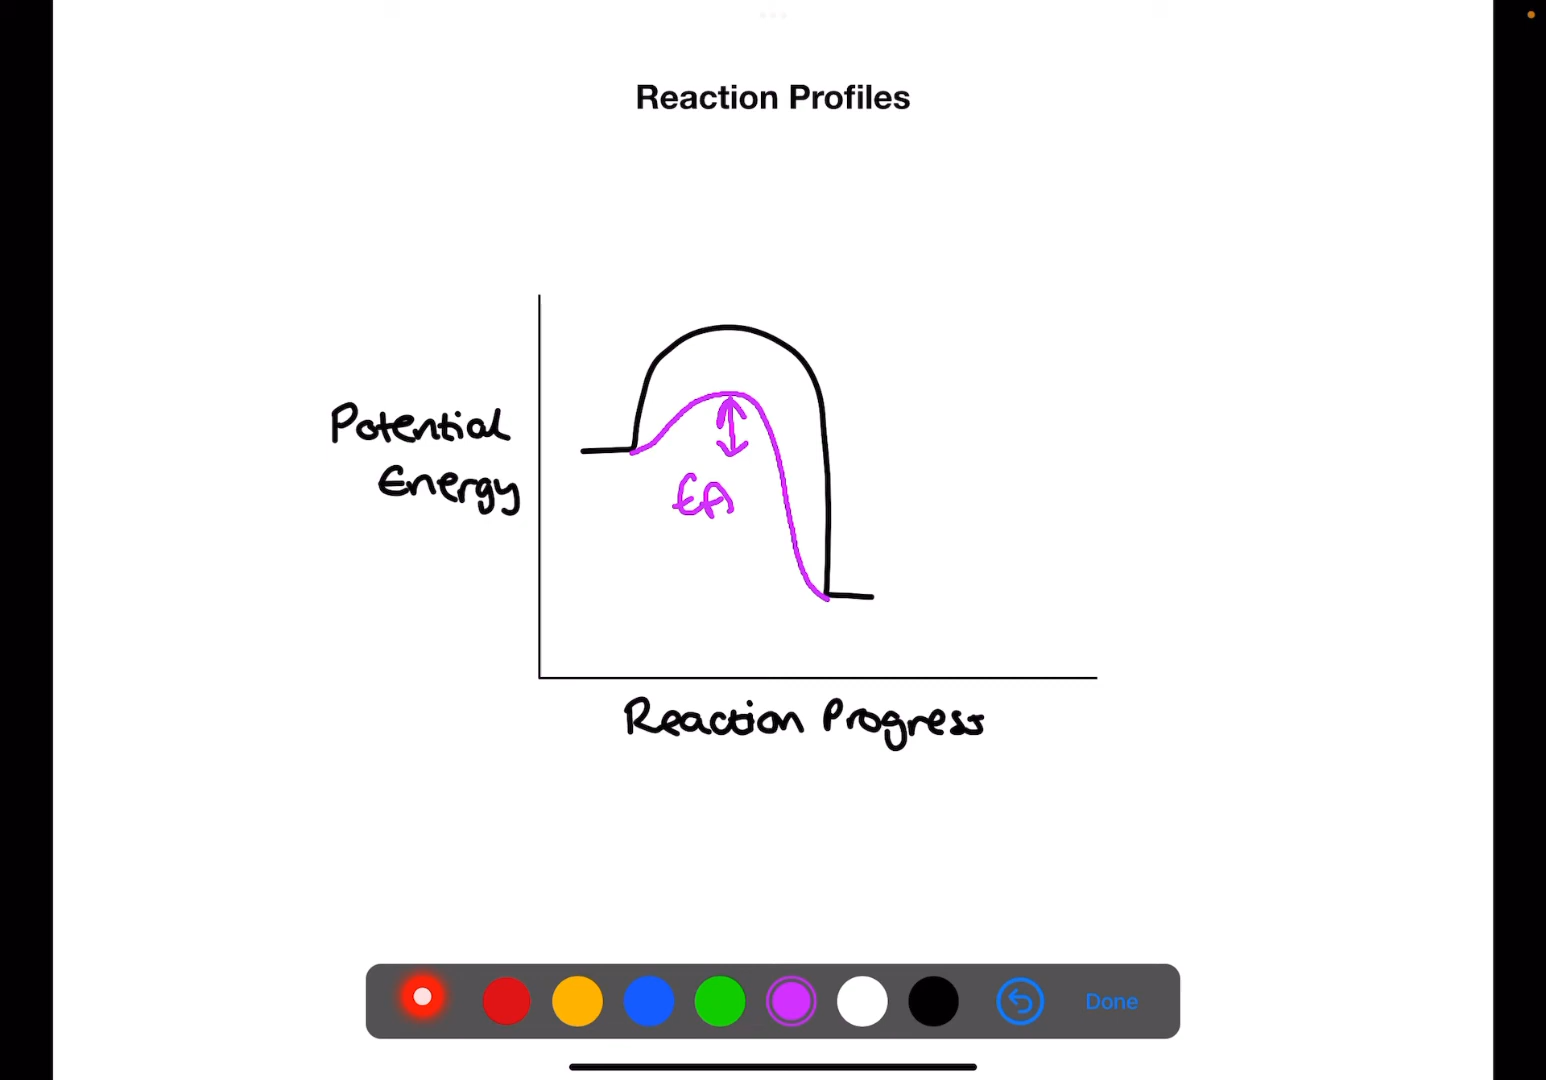 Reaction Profiles
Potential
Energy
EA
Reaction Progress
Done